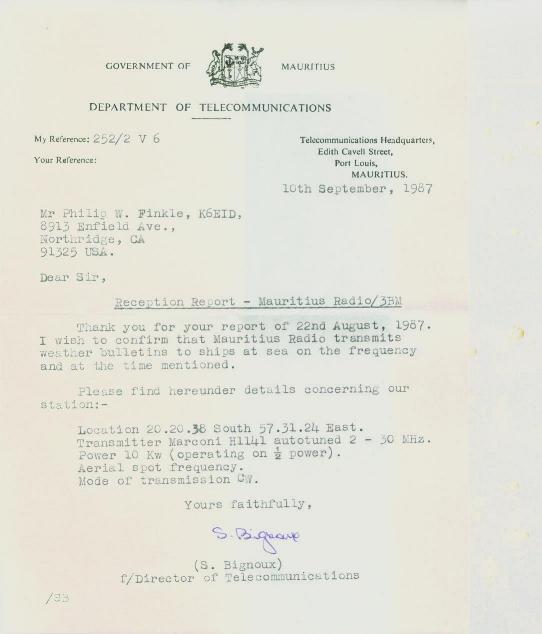 GOVERNMENT OF MAURITIUS
DEPARTMENT OF TELECOMMUNICATIONS
My Reference: 252/2 V 6
Your Reference:
Telecommunications Headquarters,
Edith Cavell Street,
Port Louis,
MAURITIUS.
10th September, 1987
Mr Philip W. Finkle, K6EID,
8913 Enfield Ave.,
Northridge, CA
91325 USA.
Dear Sir,
Reception Report - Mauritius Radio/3BM
Thank you for your report of 22nd August, 1987.
I wish to confirm that Mauritius Radio transmits
weather bulletins to ships at sea on the frequency
and at the time mentioned.
Please find hereunder details concerning our
station:-
Location 20.20.38 South 57.31.24 East.
Transmitter Marconi H1141 autotuned 2 - 30 MHz.
Power 10 Kw (operating on ½ power).
Aerial spot frequency.
Mode of transmission CW.
Yours faithfully,
S. Bignoux
(S. Bignoux)
f/Director of Telecommunications
/SB